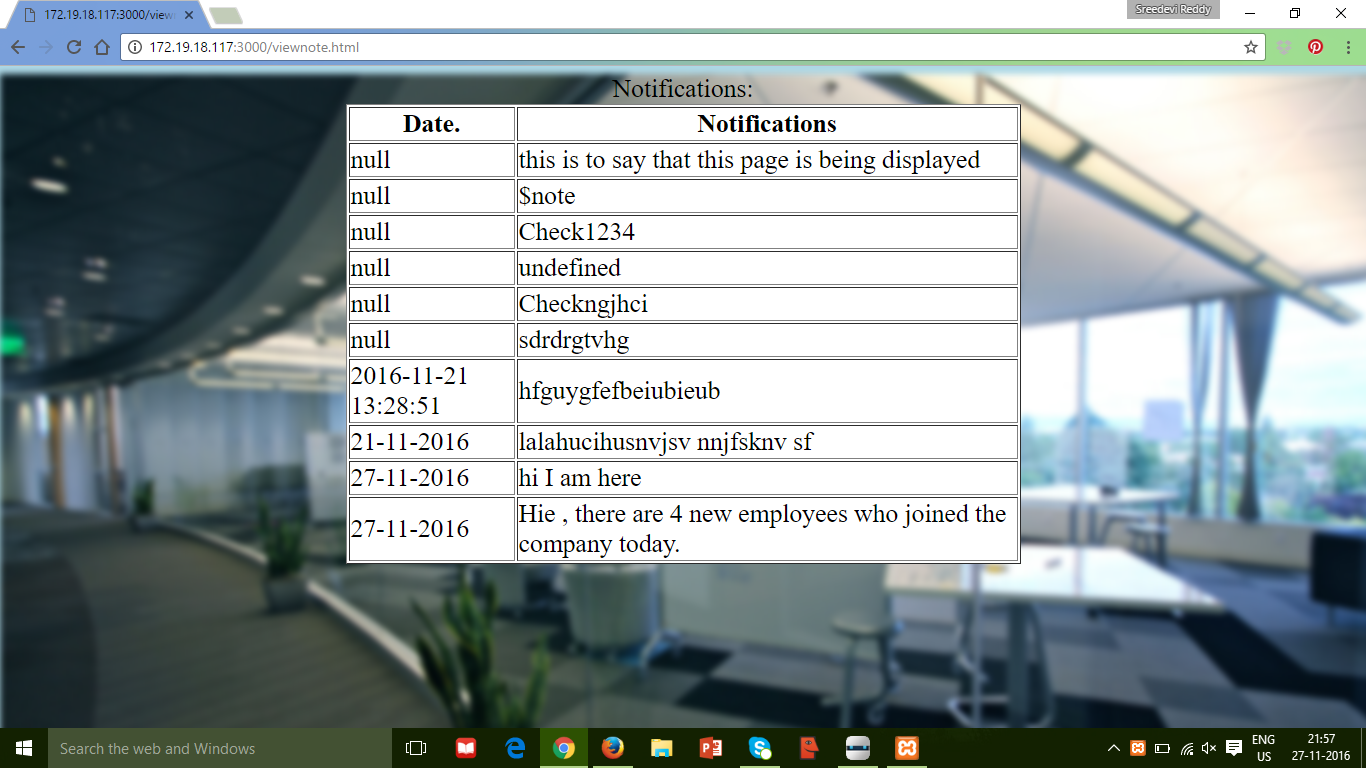 172.19.18.117:3000/view
Sreedevi Reddy
172.19.18.117:3000/viewnote.html
Notifications:
Date. Notifications
null this is to say that this page is being displayed
null $note
null Check1234
null undefined
null Checkngjhci
null sdrdrgtvhg
2016-11-21
13:28:51 hfguygfefbeiubieub
21-11-2016 lalahucihusnvjsv nnjfsknv sf
27-11-2016 hi I am here
27-11-2016 Hie , there are 4 new employees who joined the
company today.
Search the web and Windows
ENG
US
21:57
27-11-2016